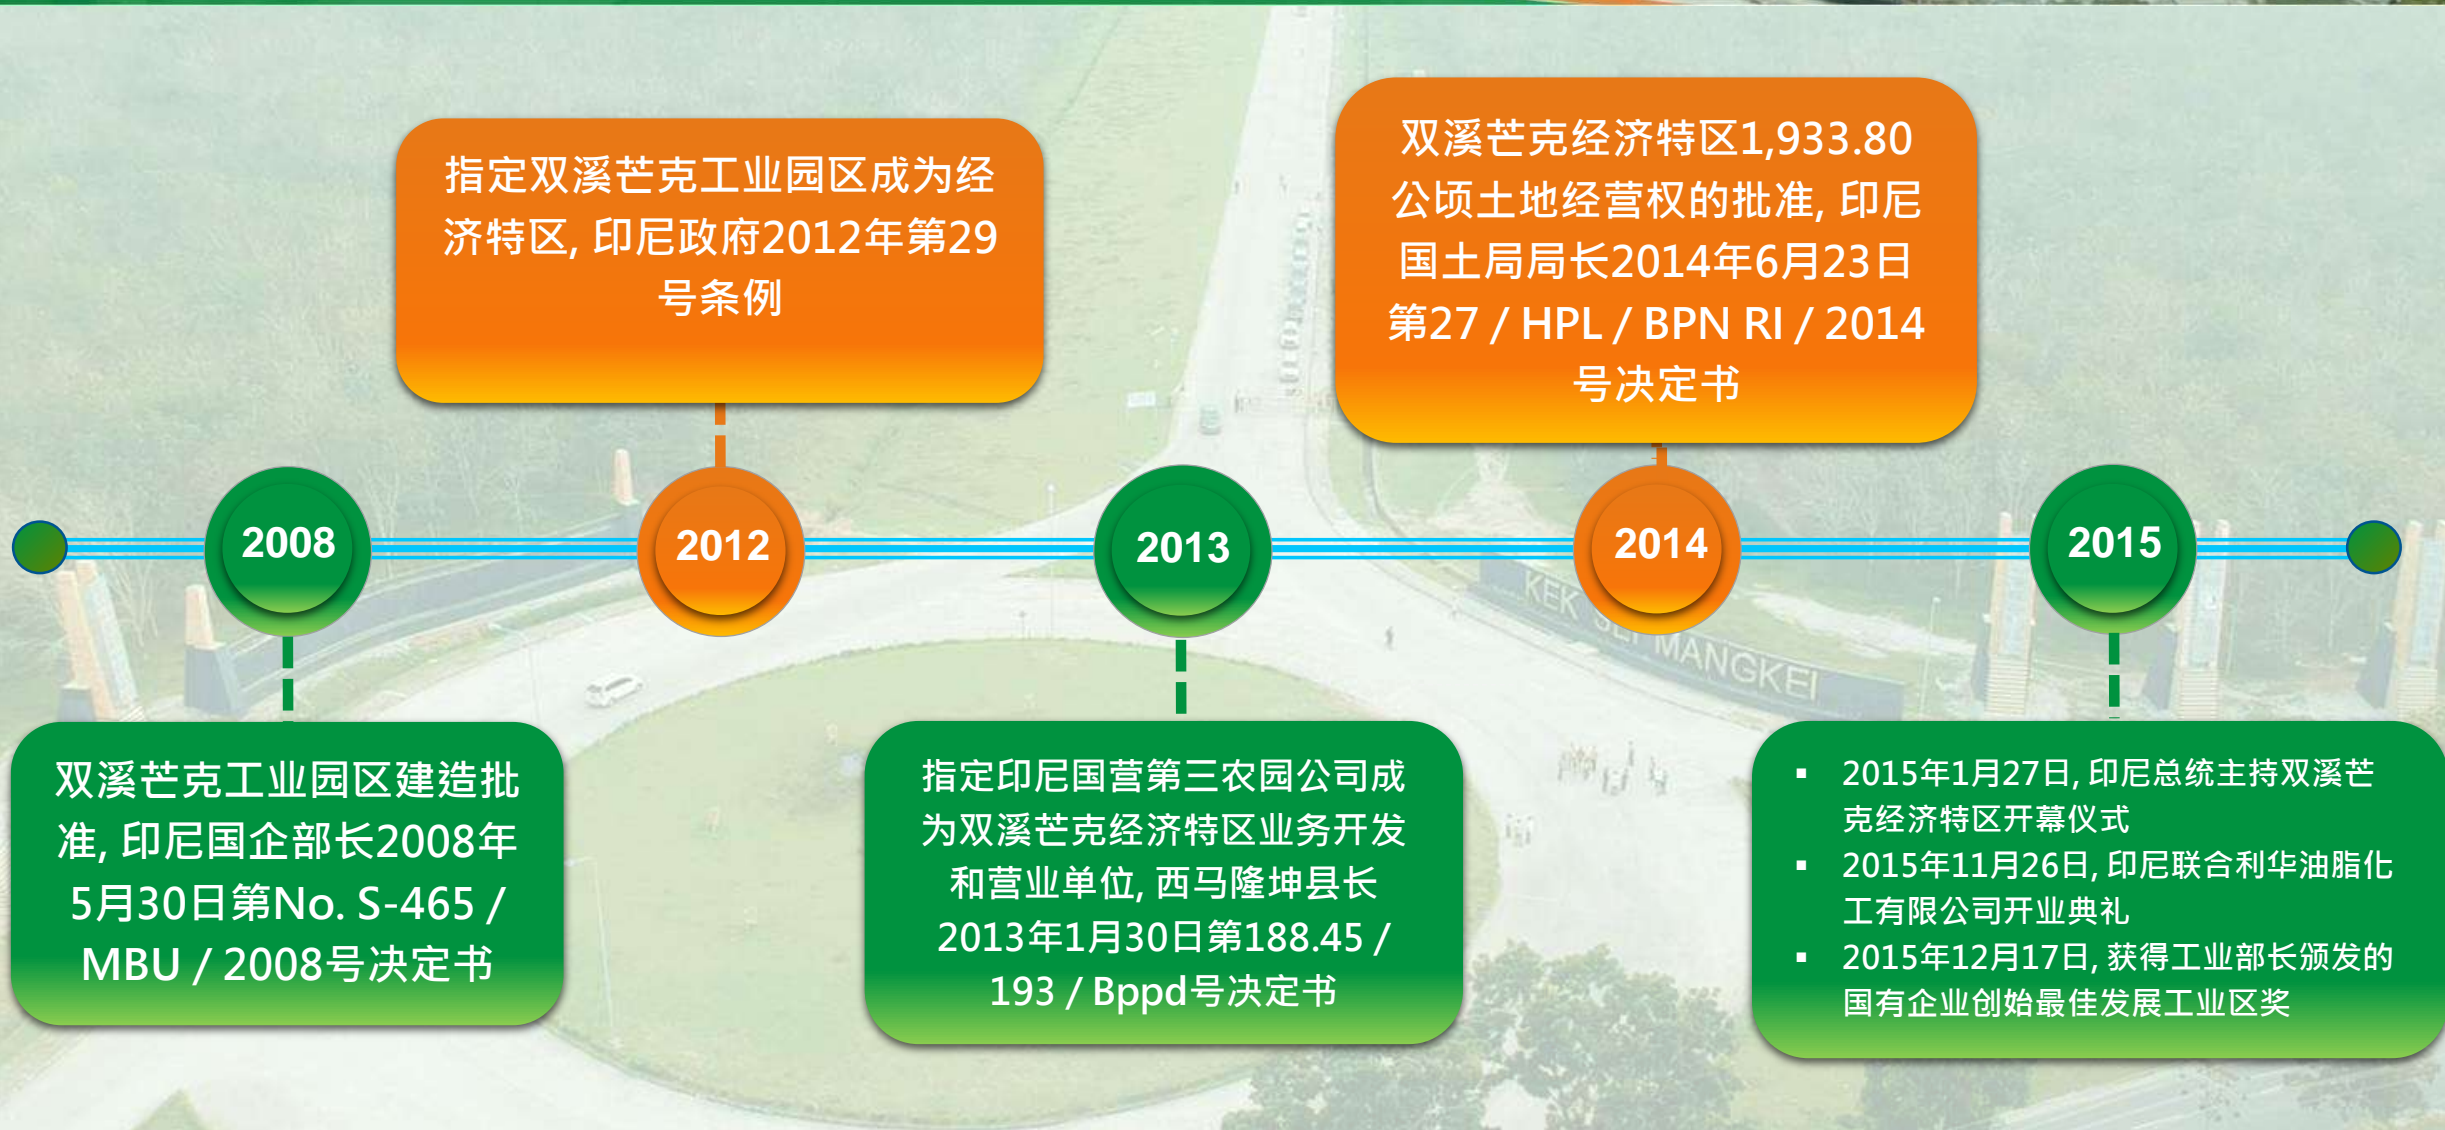 指定双溪芒克工业园区成为经
济特区, 印尼政府2012年第29
号条例
双溪芒克经济特区1,933.80
公顷土地经营权的批准, 印尼
国土局局长2014年6月23日
第27 / HPL / BPN RI / 2014
号决定书
2008
2012
2013
2014
2015
KEK SEI MANGKEI
双溪芒克工业园区建造批
准, 印尼国企部长2008年
5月30日第No. S-465 /
MBU / 2008号决定书
指定印尼国营第三农园公司成
为双溪芒克经济特区业务开发
和营业单位, 西马隆坤县长
2013年1月30日第188.45 /
193 / Bppd号决定书
▪ 2015年1月27日, 印尼总统主持双溪芒
克经济特区开幕仪式
▪ 2015年11月26日, 印尼联合利华油脂化
工有限公司开业典礼
▪ 2015年12月17日, 获得工业部长颁发的
国有企业创始最佳发展工业区奖